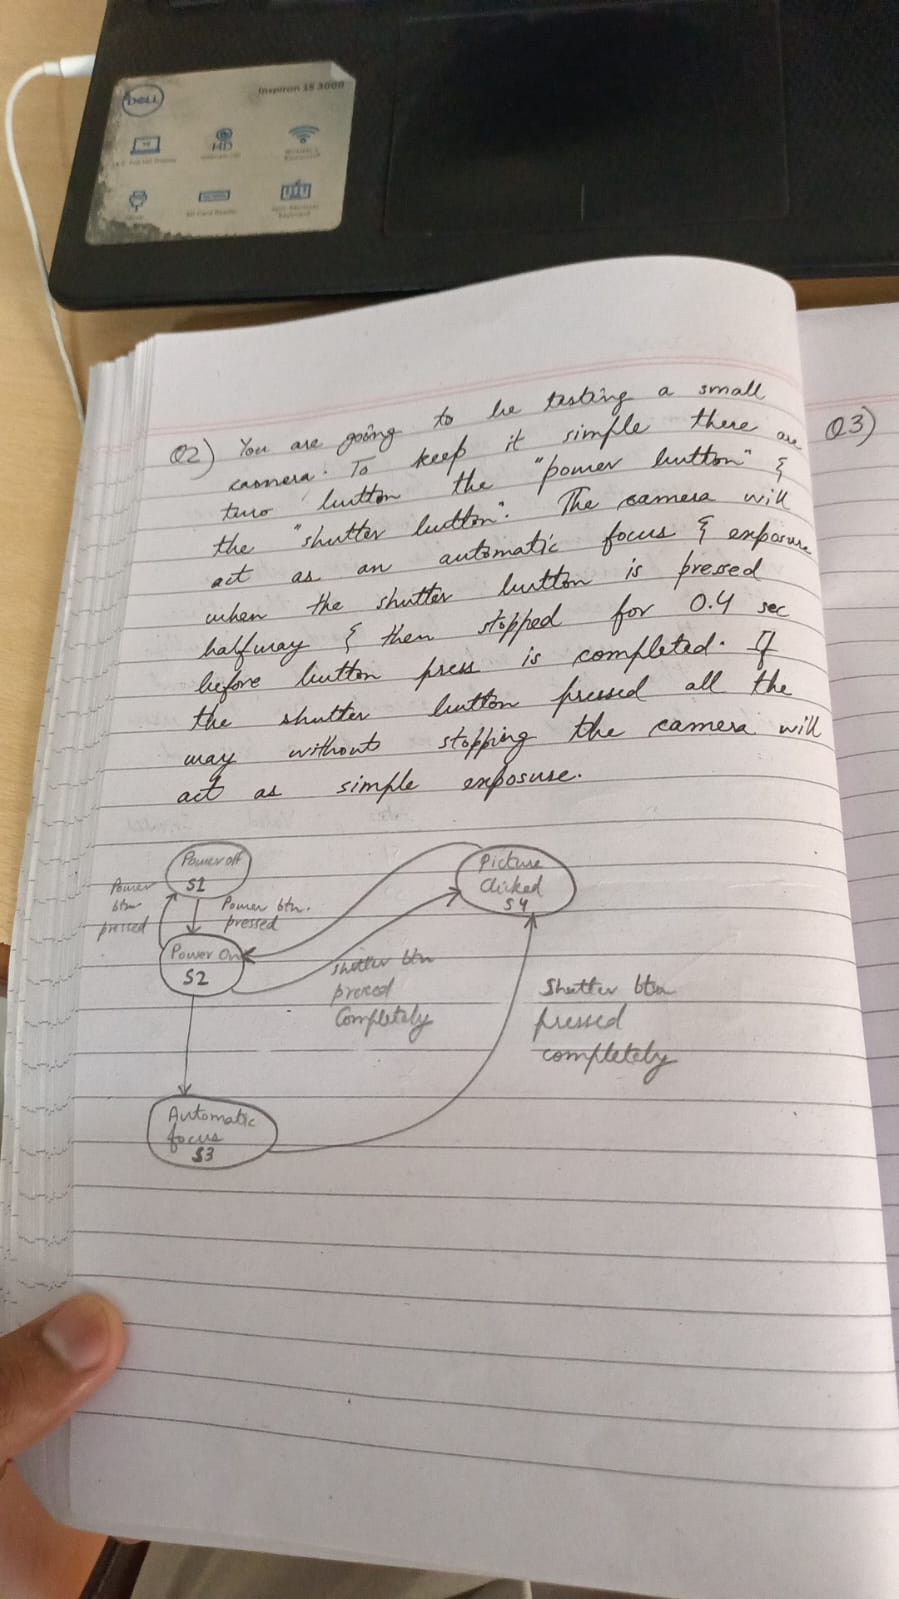 DELL
Inspiron 15 3000
HD
SD Card Reader
Q2) You are going to be testing a small
camera. To keep it simple there are
two button the "power button" &
the "shutter button". The camera will
act as an automatic focus & exposure
when the shutter button is pressed
halfway & then stopped for 0.4 sec
before button press is completed. If
the shutter button pressed all the
way without stopping the camera will
act as simple exposure.
Q3)
Power off
S1
Power
btn
pressed
Power btn.
pressed
Power On
S2
Picture
Clicked
S4
Shutter btn
pressed
Completely
Shutter btn
pressed
completely
Automatic
focus
S3